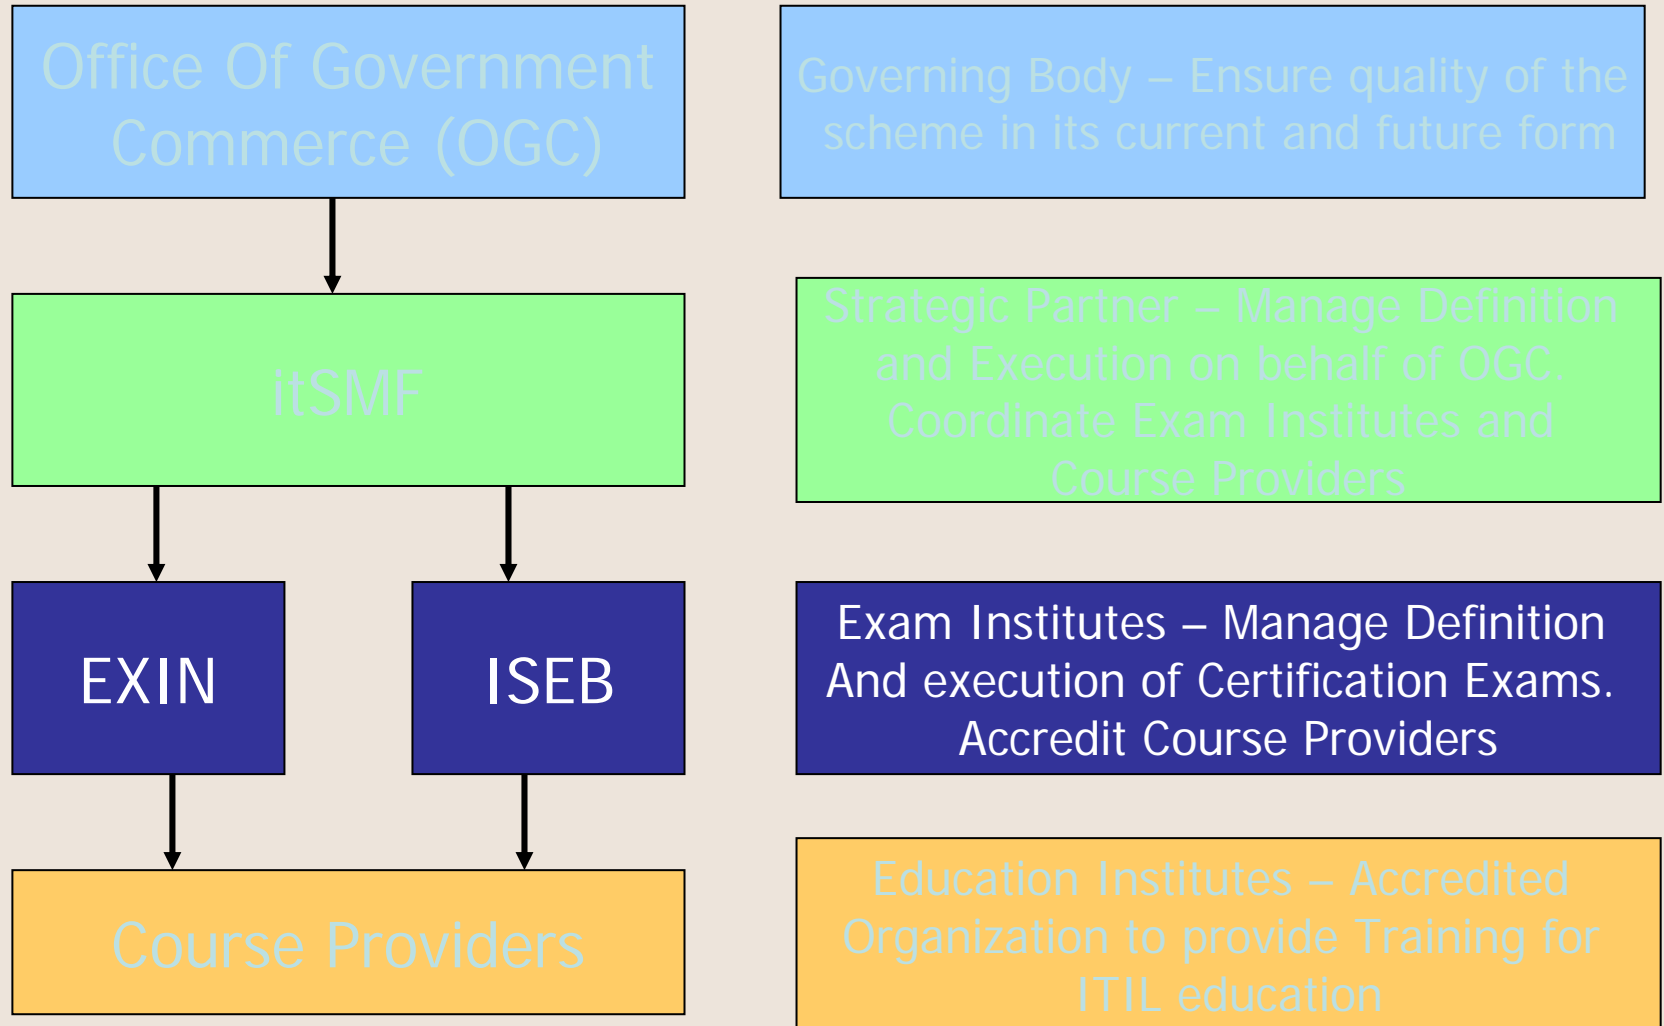 Office Of Government
Commerce (OGC)
Governing Body – Ensure quality of the
scheme in its current and future form
itSMF
Strategic Partner – Manage Definition
and Execution on behalf of OGC.
Coordinate Exam Institutes and
Course Providers
EXIN
ISEB
Exam Institutes – Manage Definition
And execution of Certification Exams.
Accredit Course Providers
Course Providers
Education Institutes – Accredited
Organization to provide Training for
ITIL education